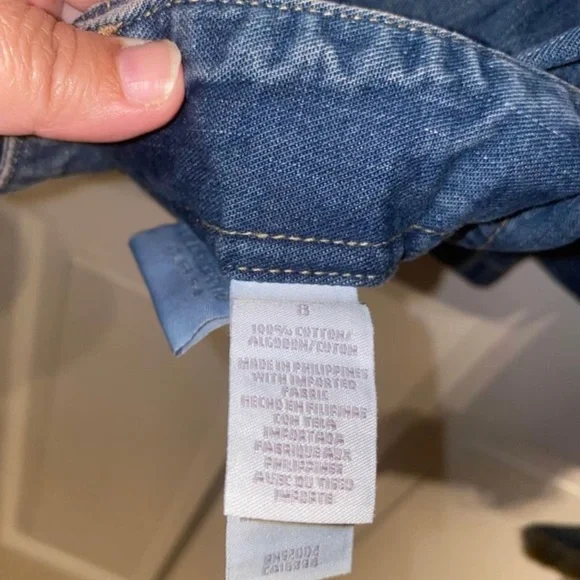 8
100% COTTON/
ALGODON/COTON
MADE IN PHILIPPINES
WITH IMPORTED
FABRIC
HECHO EN FILIPINAS
CON TELA
IMPORTADA
FABRIQUE AUX
PHILIPPINES
AVEC DU TISSU
IMPORTE